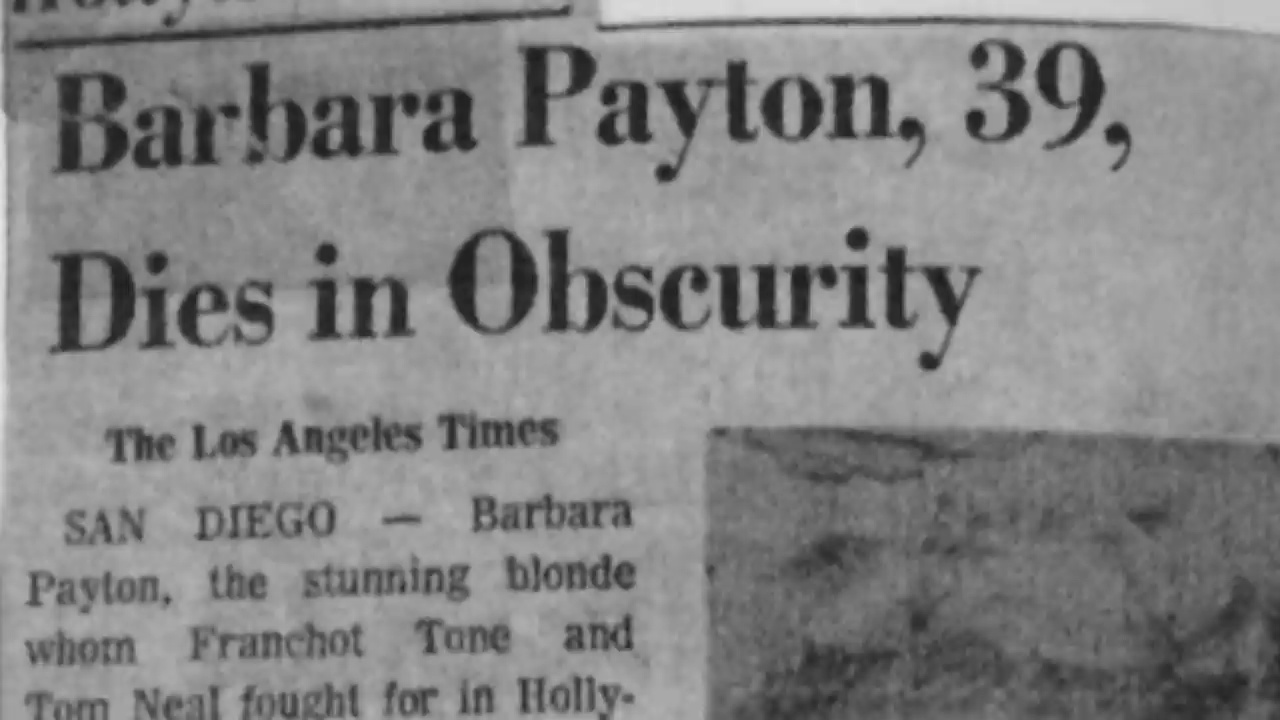 Barbara Payton, 39,
Dies in Obscurity
The Los Angeles Times
SAN DIEGO — Barbara
Payton, the stunning blonde
whom Franchot Tone and
Tom Neal fought for in Holly-